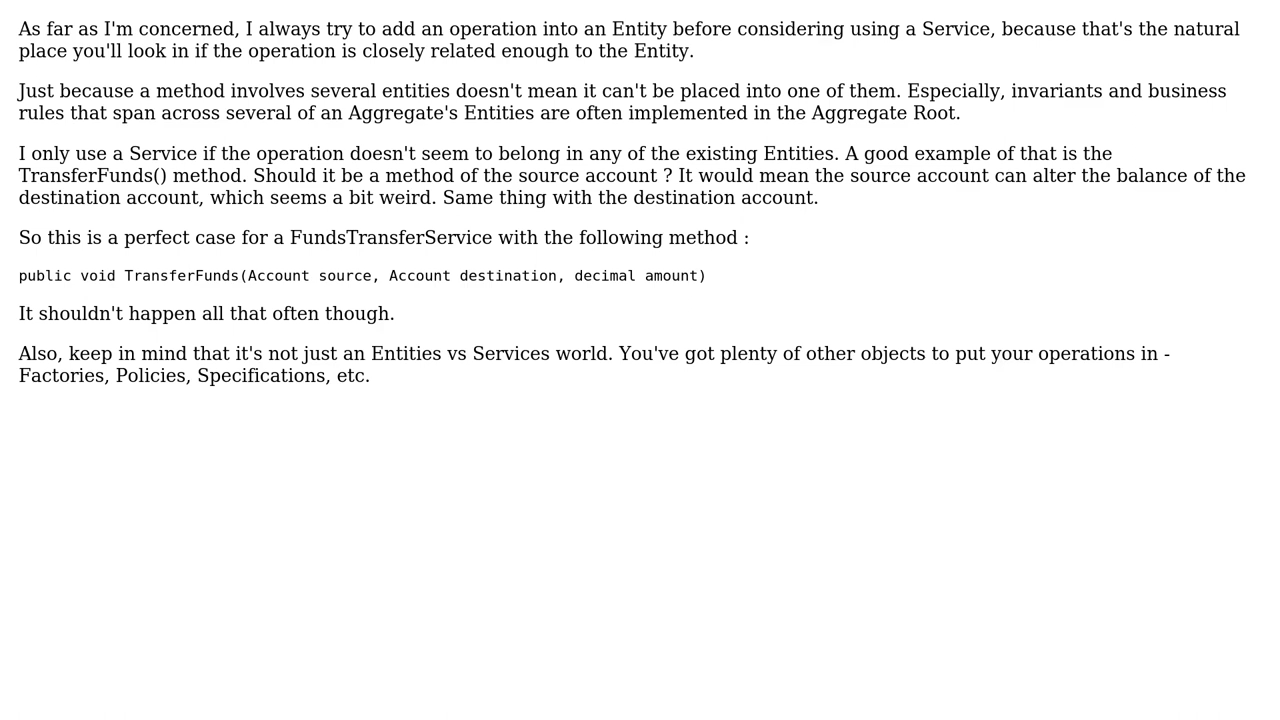 As far as I'm concerned, I always try to add an operation into an Entity before considering using a Service, because that's the natural
place you'll look in if the operation is closely related enough to the Entity.
Just because a method involves several entities doesn't mean it can't be placed into one of them. Especially, invariants and business
rules that span across several of an Aggregate's Entities are often implemented in the Aggregate Root.
I only use a Service if the operation doesn't seem to belong in any of the existing Entities. A good example of that is the
TransferFunds() method. Should it be a method of the source account ? It would mean the source account can alter the balance of the
destination account, which seems a bit weird. Same thing with the destination account.
So this is a perfect case for a FundsTransferService with the following method :
public void TransferFunds(Account source, Account destination, decimal amount)
It shouldn't happen all that often though.
Also, keep in mind that it's not just an Entities vs Services world. You've got plenty of other objects to put your operations in -
Factories, Policies, Specifications, etc.